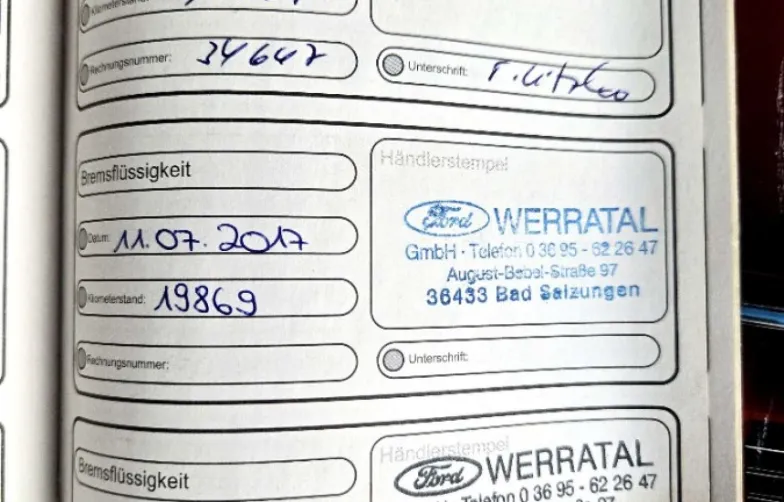 Kilometerstand:
Rechnungsnummer: 34647
Unterschrift:
Bremsflüssigkeit
Händlerstempel
Datum: 11.07.2017
Ford WERRATAL
GmbH · Telefon 0 36 95 - 62 26 47
August-Bebel-Straße 97
36433 Bad Salzungen
Kilometerstand: 19869
Rechnungsnummer:
Unterschrift:
Bremsflüssigkeit
Händlerstempel
Ford WERRATAL
Telefon 0 36 95 - 62 26 47